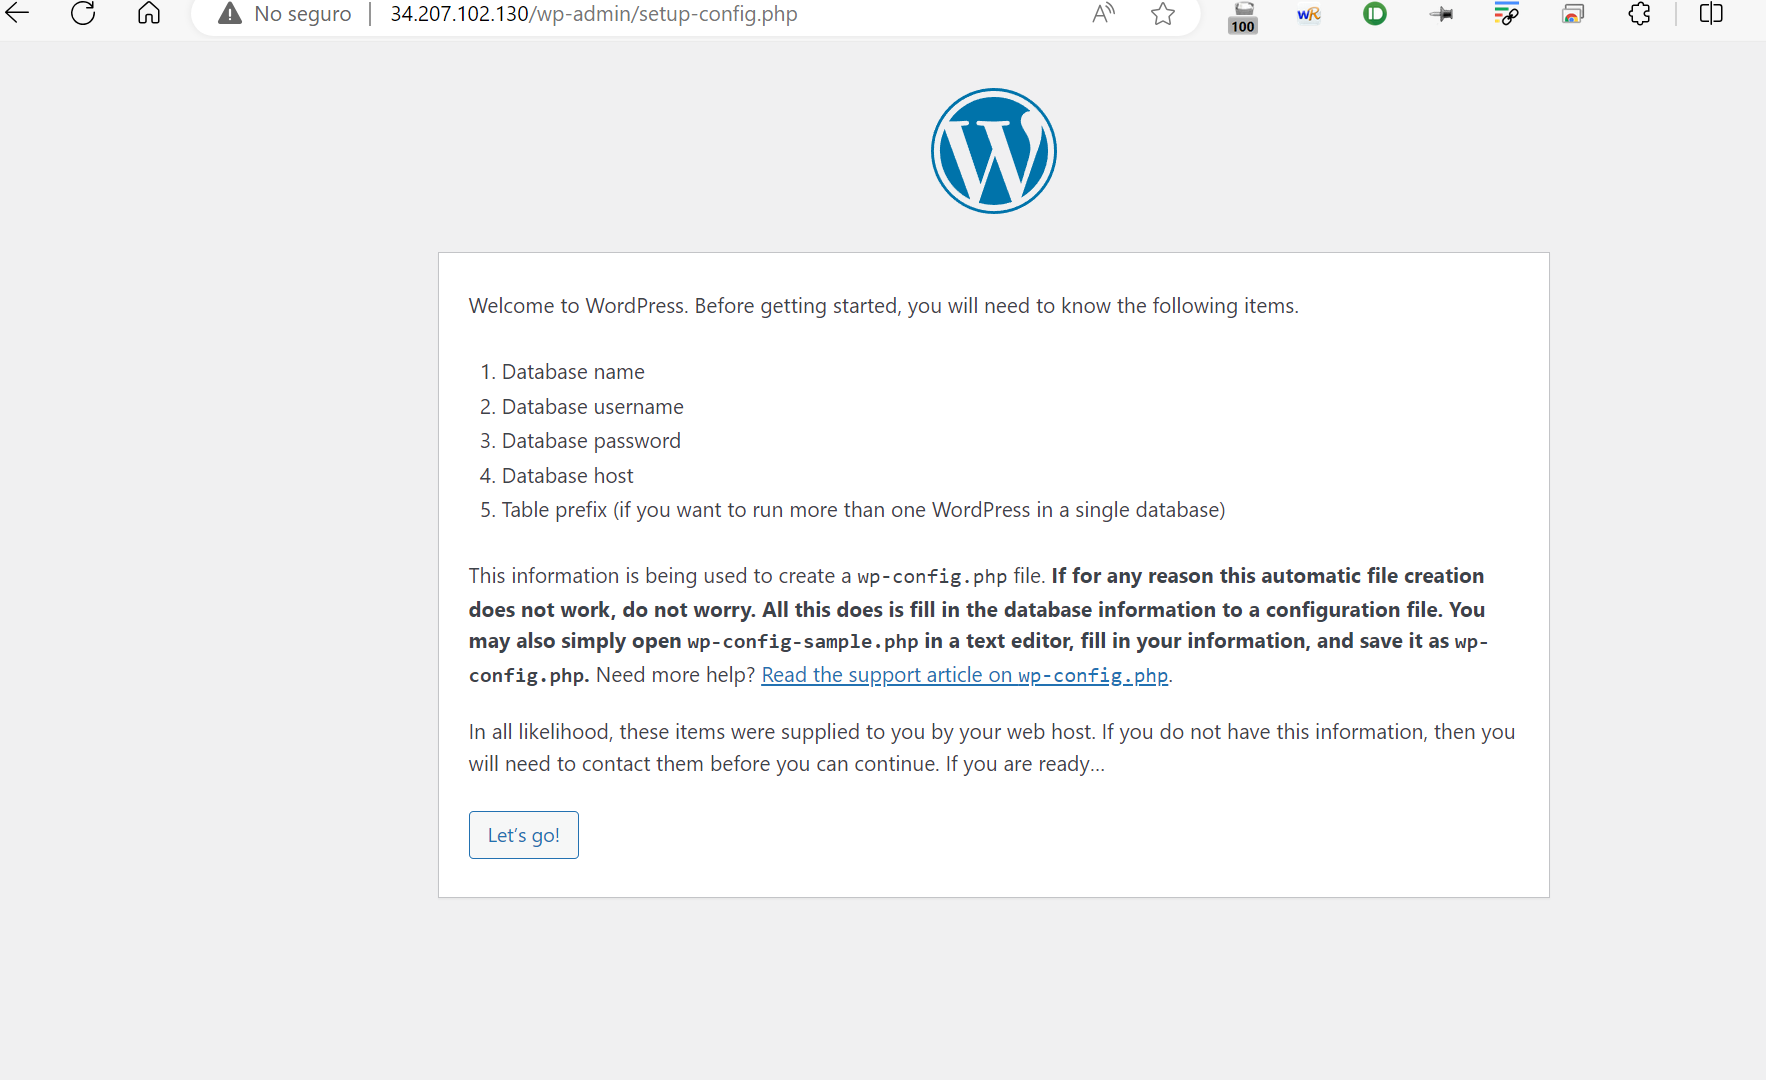 No seguro | 34.207.102.130/wp-admin/setup-config.php
100
Welcome to WordPress. Before getting started, you will need to know the following items.
1. Database name
2. Database username
3. Database password
4. Database host
5. Table prefix (if you want to run more than one WordPress in a single database)
This information is being used to create a wp-config.php file. If for any reason this automatic file creation
does not work, do not worry. All this does is fill in the database information to a configuration file. You
may also simply open wp-config-sample.php in a text editor, fill in your information, and save it as wp-
config.php. Need more help? Read the support article on wp-config.php.
In all likelihood, these items were supplied to you by your web host. If you do not have this information, then you
will need to contact them before you can continue. If you are ready…
Let’s go!